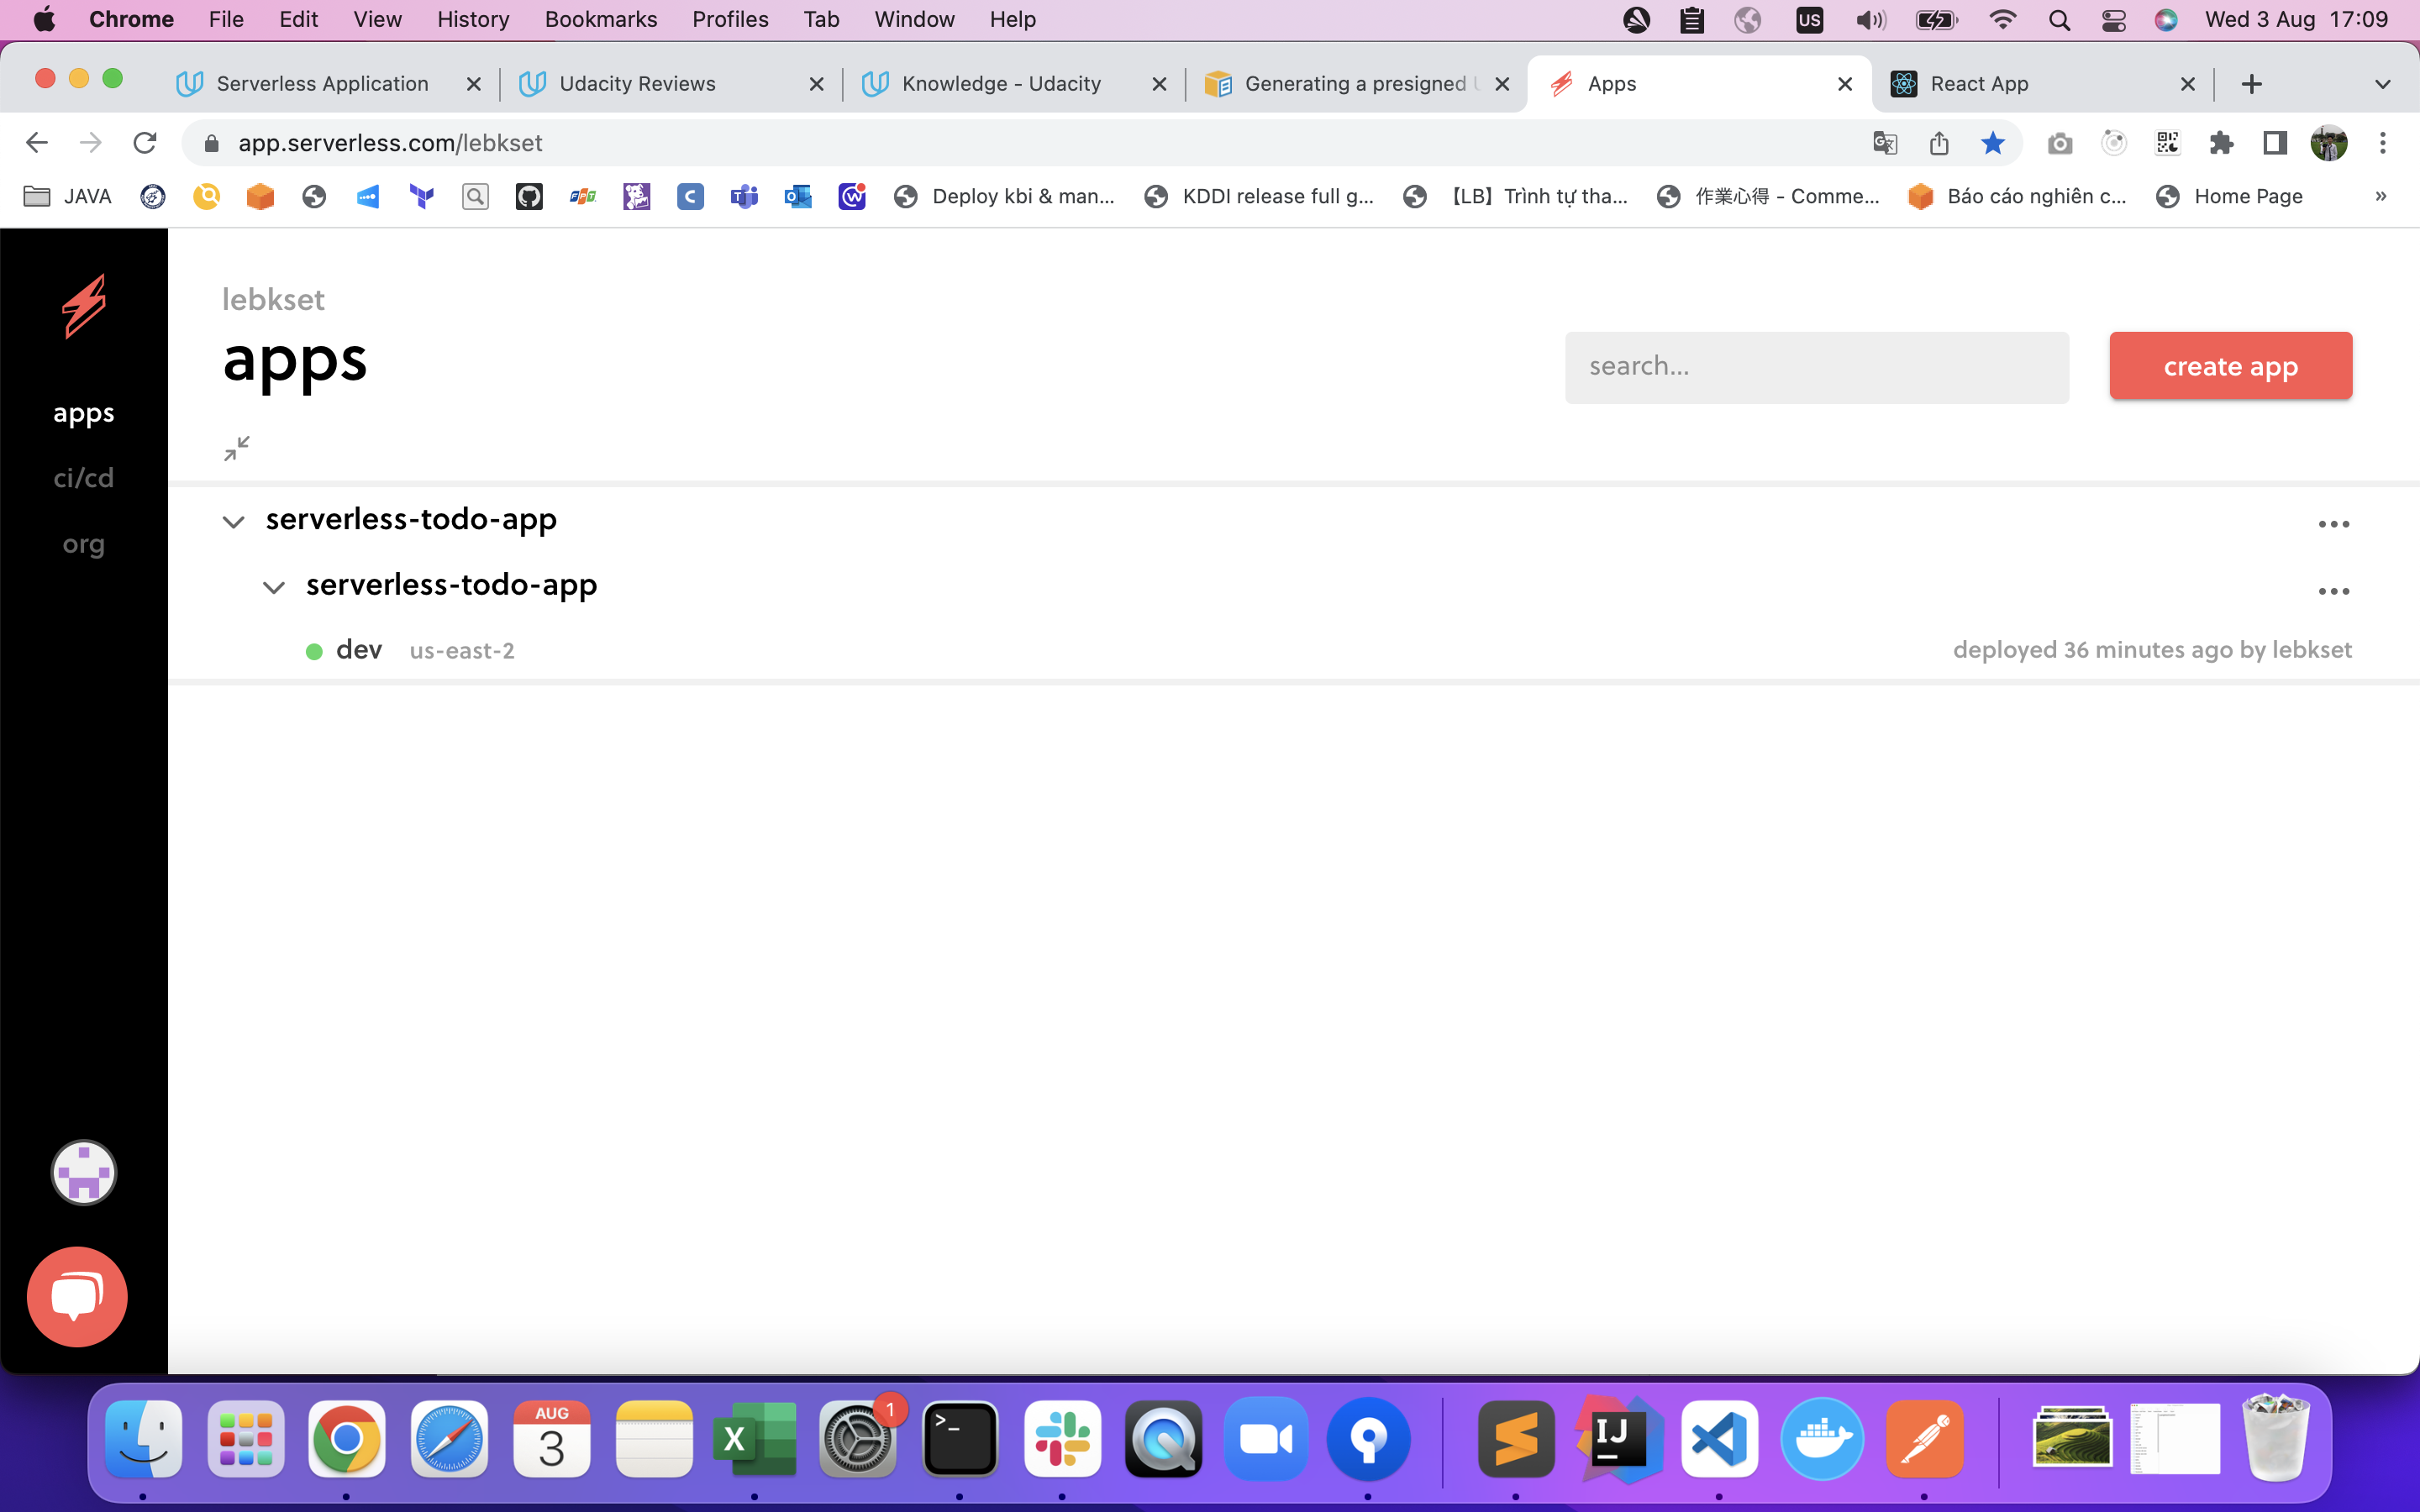 Chrome File Edit View History Bookmarks Profiles Tab Window Help US Wed 3 Aug 17:09
Serverless Application Udacity Reviews Knowledge - Udacity Generating a presigned Apps React App
app.serverless.com/lebkset
JAVA Deploy kbi & man... KDDI release full g... 【LB】Trình tự tha... 作業心得 - Comme... Báo cáo nghiên c... Home Page »
lebkset
apps
search...
create app
apps
ci/cd
org
serverless-todo-app
serverless-todo-app
dev us-east-2 deployed 36 minutes ago by lebkset
AUG
3
X
1
>_
IJ